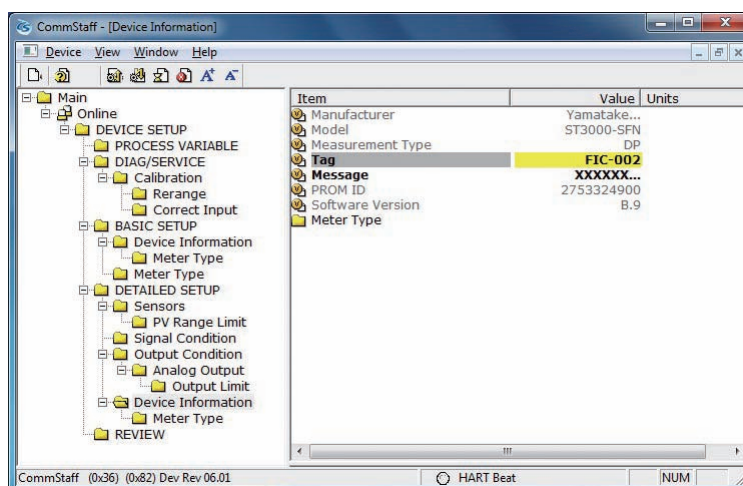 CommStaff - [Device Information]
Device View Window Help
A+ A-
Main
Online
DEVICE SETUP
PROCESS VARIABLE
DIAG/SERVICE
Calibration
Rerange
Correct Input
BASIC SETUP
Device Information
Meter Type
Meter Type
DETAILED SETUP
Sensors
PV Range Limit
Signal Condition
Output Condition
Analog Output
Output Limit
Device Information
Meter Type
REVIEW
Item Value Units
Manufacturer Yamatake...
Model ST3000-SFN
Measurement Type DP
Tag FIC-002
Message XXXXXX...
PROM ID 2753324900
Software Version B.9
Meter Type
CommStaff (0x36) (0x82) Dev Rev 06.01 HART Beat NUM